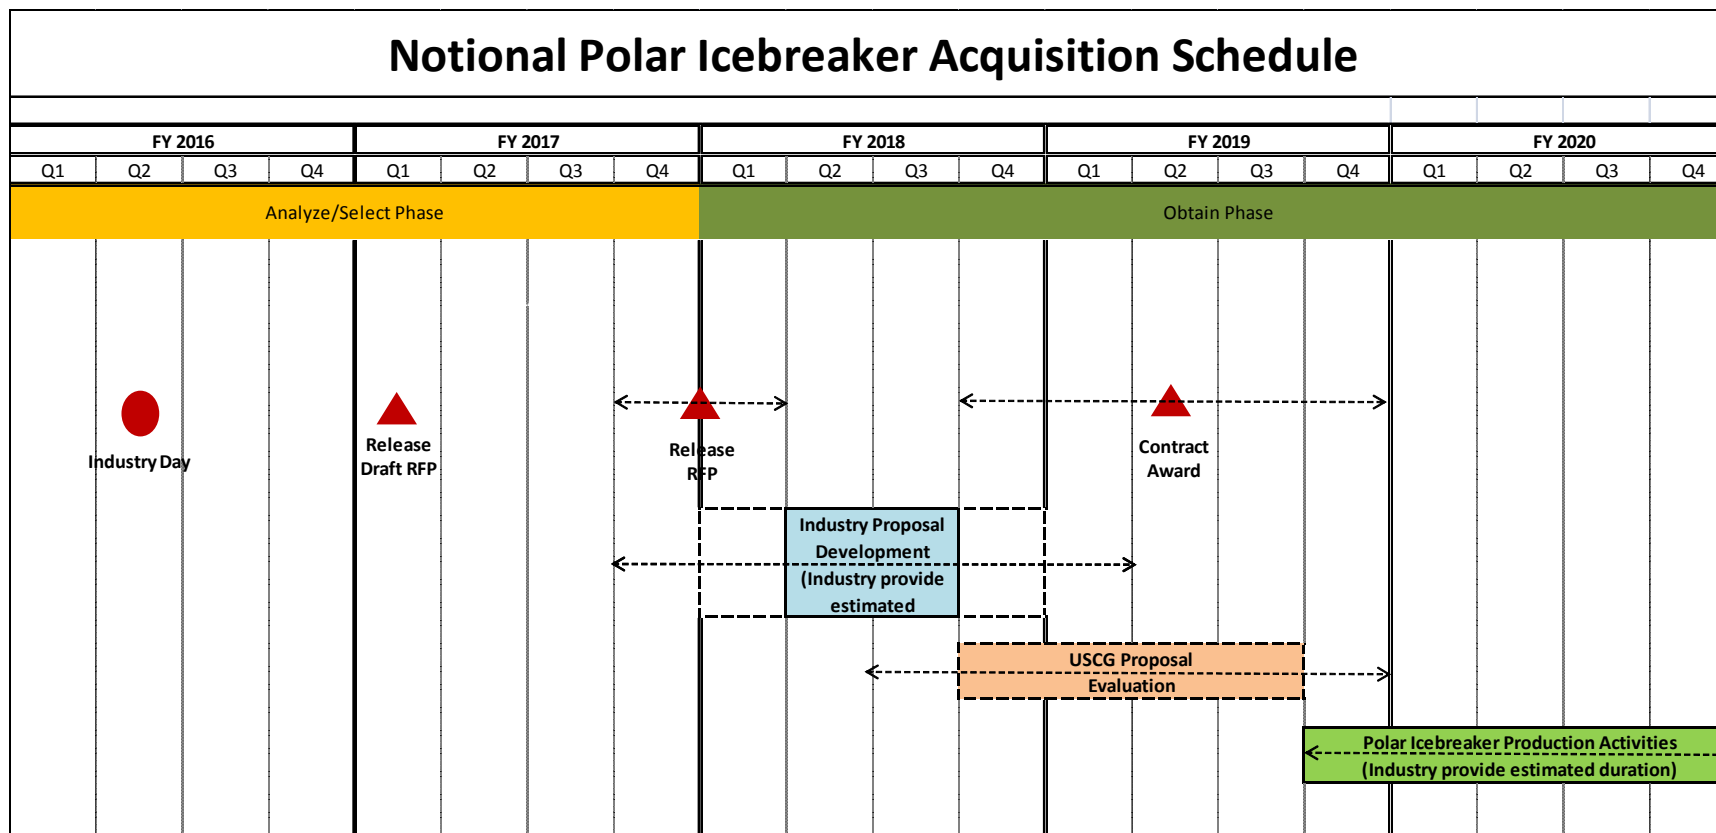 Notional Polar Icebreaker Acquisition Schedule
FY 2016 FY 2017 FY 2018 FY 2019 FY 2020
Q1 Q2 Q3 Q4 Q1 Q2 Q3 Q4 Q1 Q2 Q3 Q4 Q1 Q2 Q3 Q4 Q1 Q2 Q3 Q4
Analyze/Select Phase Obtain Phase
Industry Day
Release
Draft RFP
Release
RFP
Contract
Award
Industry Proposal
Development
(Industry provide
estimated
USCG Proposal
Evaluation
Polar Icebreaker Production Activities
(Industry provide estimated duration)